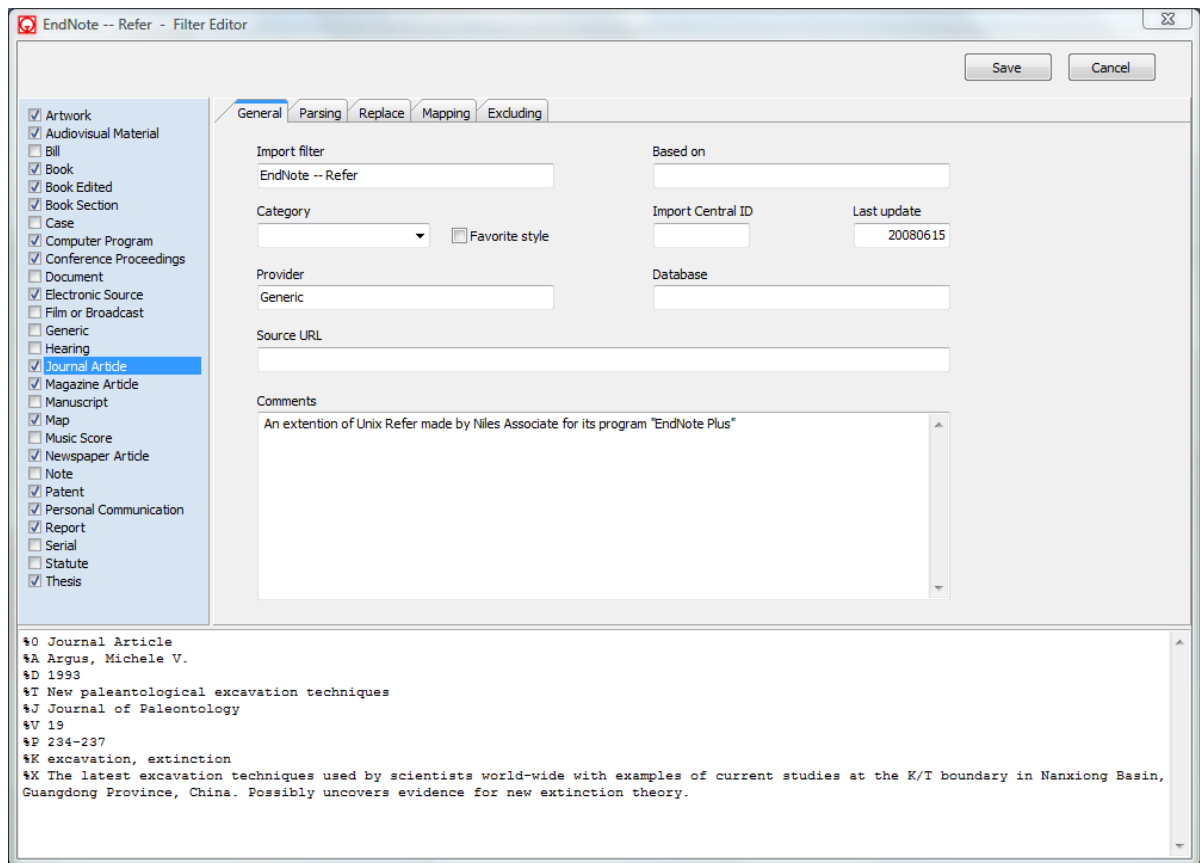 EndNote -- Refer - Filter Editor
Save
Cancel
Artwork
Audiovisual Material
Bill
Book
Book Edited
Book Section
Case
Computer Program
Conference Proceedings
Document
Electronic Source
Film or Broadcast
Generic
Hearing
Journal Article
Magazine Article
Manuscript
Map
Music Score
Newspaper Article
Note
Patent
Personal Communication
Report
Serial
Statute
Thesis
General Parsing Replace Mapping Excluding
Import filter
EndNote -- Refer
Based on
Category
Favorite style
Import Central ID
Last update
20080615
Provider
Generic
Database
Source URL
Comments
An extention of Unix Refer made by Niles Associate for its program "EndNote Plus"
%0 Journal Article
%A Argus, Michele V.
%D 1993
%T New paleantological excavation techniques
%J Journal of Paleontology
%V 19
%P 234-237
%K excavation, extinction
%X The latest excavation techniques used by scientists world-wide with examples of current studies at the K/T boundary in Nanxiong Basin,
Guangdong Province, China. Possibly uncovers evidence for new extinction theory.